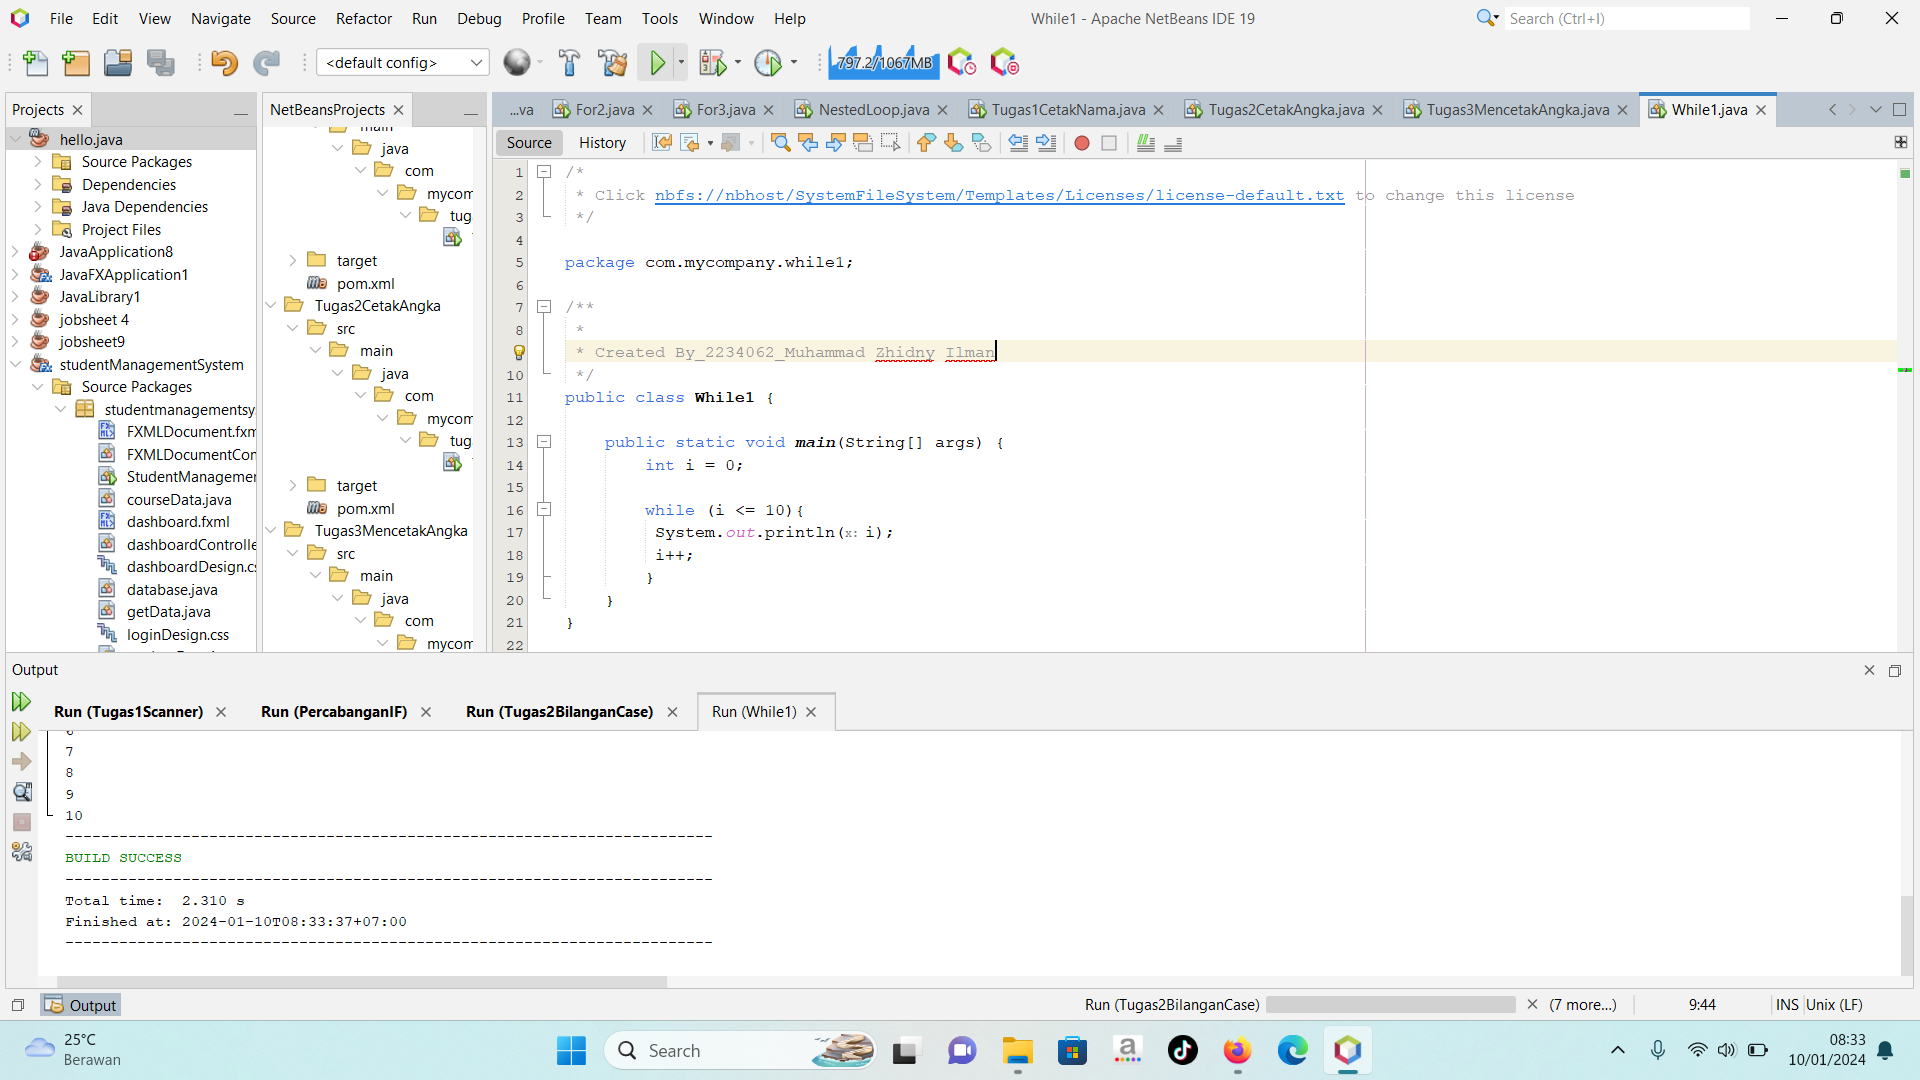 File Edit View Navigate Source Refactor Run Debug Profile Team Tools Window Help
While1 - Apache NetBeans IDE 19
Search (Ctrl+I)
<default config>
797.2/1067MB
Projects
hello.java
Source Packages
Dependencies
Java Dependencies
Project Files
JavaApplication8
JavaFXApplication1
JavaLibrary1
jobsheet 4
jobsheet9
studentManagementSystem
Source Packages
studentmanagementsy
FXMLDocument.fxm
FXMLDocumentCon
StudentManagemer
courseData.java
dashboard.fxml
dashboardControlle
dashboardDesign.cs
database.java
getData.java
loginDesign.css
NetBeansProjects
main
java
com
mycom
tug
target
pom.xml
Tugas2CetakAngka
src
main
java
com
mycom
tug
target
pom.xml
Tugas3MencetakAngka
src
main
java
com
mycom
...va For2.java For3.java NestedLoop.java Tugas1CetakNama.java Tugas2CetakAngka.java Tugas3MencetakAngka.java While1.java
Source History
1 /*
2 * Click nbfs://nbhost/SystemFileSystem/Templates/Licenses/license-default.txt to change this license
3 */
4
5 package com.mycompany.while1;
6
7 /**
8 *
* Created By_2234062_Muhammad Zhidny Ilman
10 */
11 public class While1 {
12
13 public static void main(String[] args) {
14 int i = 0;
15
16 while (i <= 10){
17 System.out.println(x: i);
18 i++;
19 }
20 }
21 }
22
Output
Run (Tugas1Scanner) Run (PercabanganIF) Run (Tugas2BilanganCase) Run (While1)
6
7
8
9
10
------------------------------------------------------------------------
BUILD SUCCESS
------------------------------------------------------------------------
Total time:  2.310 s
Finished at: 2024-01-10T08:33:37+07:00
------------------------------------------------------------------------
Output
Run (Tugas2BilanganCase) (7 more...) 9:44 INS Unix (LF)
25°C
Berawan
Search
08:33
10/01/2024